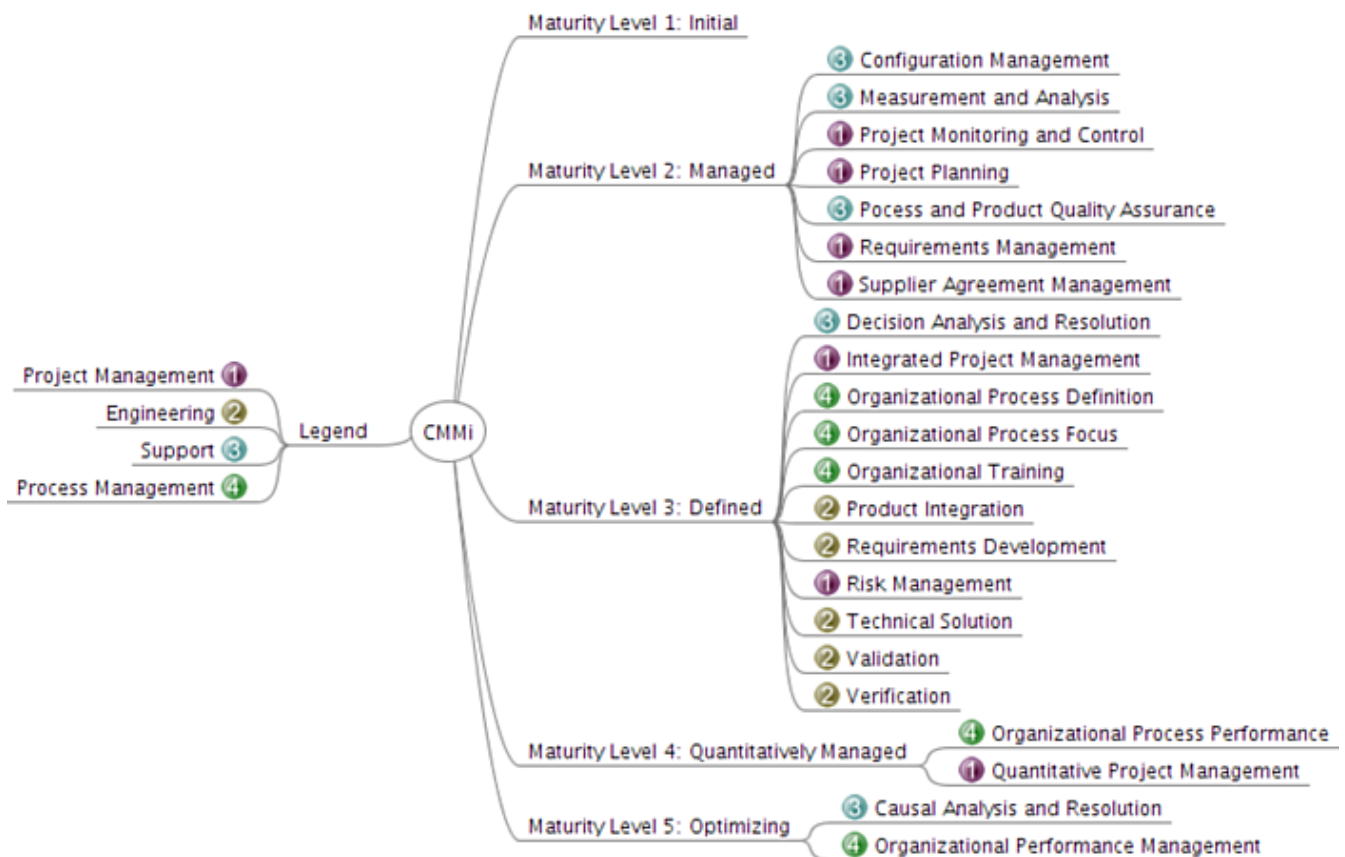 Maturity Level 1: Initial
3 Configuration Management
3 Measurement and Analysis
1 Project Monitoring and Control
Maturity Level 2: Managed
1 Project Planning
3 Pocess and Product Quality Assurance
1 Requirements Management
1 Supplier Agreement Management
3 Decision Analysis and Resolution
1 Integrated Project Management
4 Organizational Process Definition
4 Organizational Process Focus
4 Organizational Training
Maturity Level 3: Defined
2 Product Integration
2 Requirements Development
1 Risk Management
2 Technical Solution
2 Validation
2 Verification
Maturity Level 4: Quantitatively Managed
4 Organizational Process Performance
1 Quantitative Project Management
Maturity Level 5: Optimizing
3 Causal Analysis and Resolution
4 Organizational Performance Management
CMMi
Legend
Project Management 1
Engineering 2
Support 3
Process Management 4